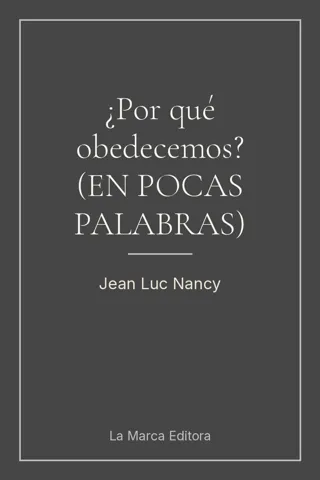 ¿Por qué
obedecemos?
(EN POCAS
PALABRAS)
Jean Luc Nancy
La Marca Editora